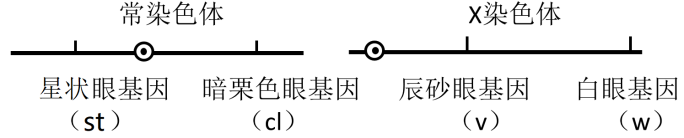 常染色体 X染色体
星状眼基因 暗栗色眼基因 辰砂眼基因 白眼基因
（st） （cl） （v） （w）